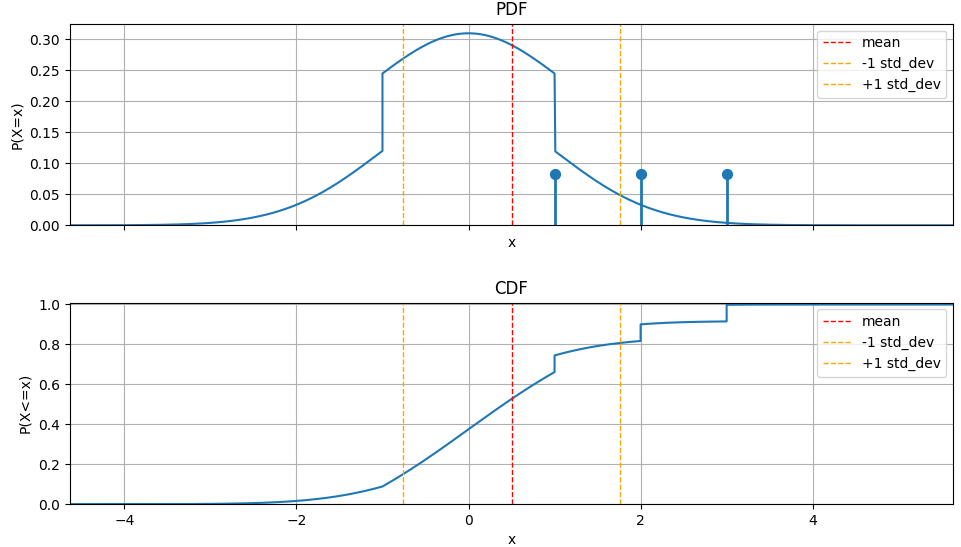 PDF
0.30
0.25
0.20
0.15
0.10
0.05
0.00
P(X=x)
x
mean
-1 std_dev
+1 std_dev
CDF
1.0
0.8
0.6
0.4
0.2
0.0
P(X<=x)
−4 −2 0 2 4
x
mean
-1 std_dev
+1 std_dev